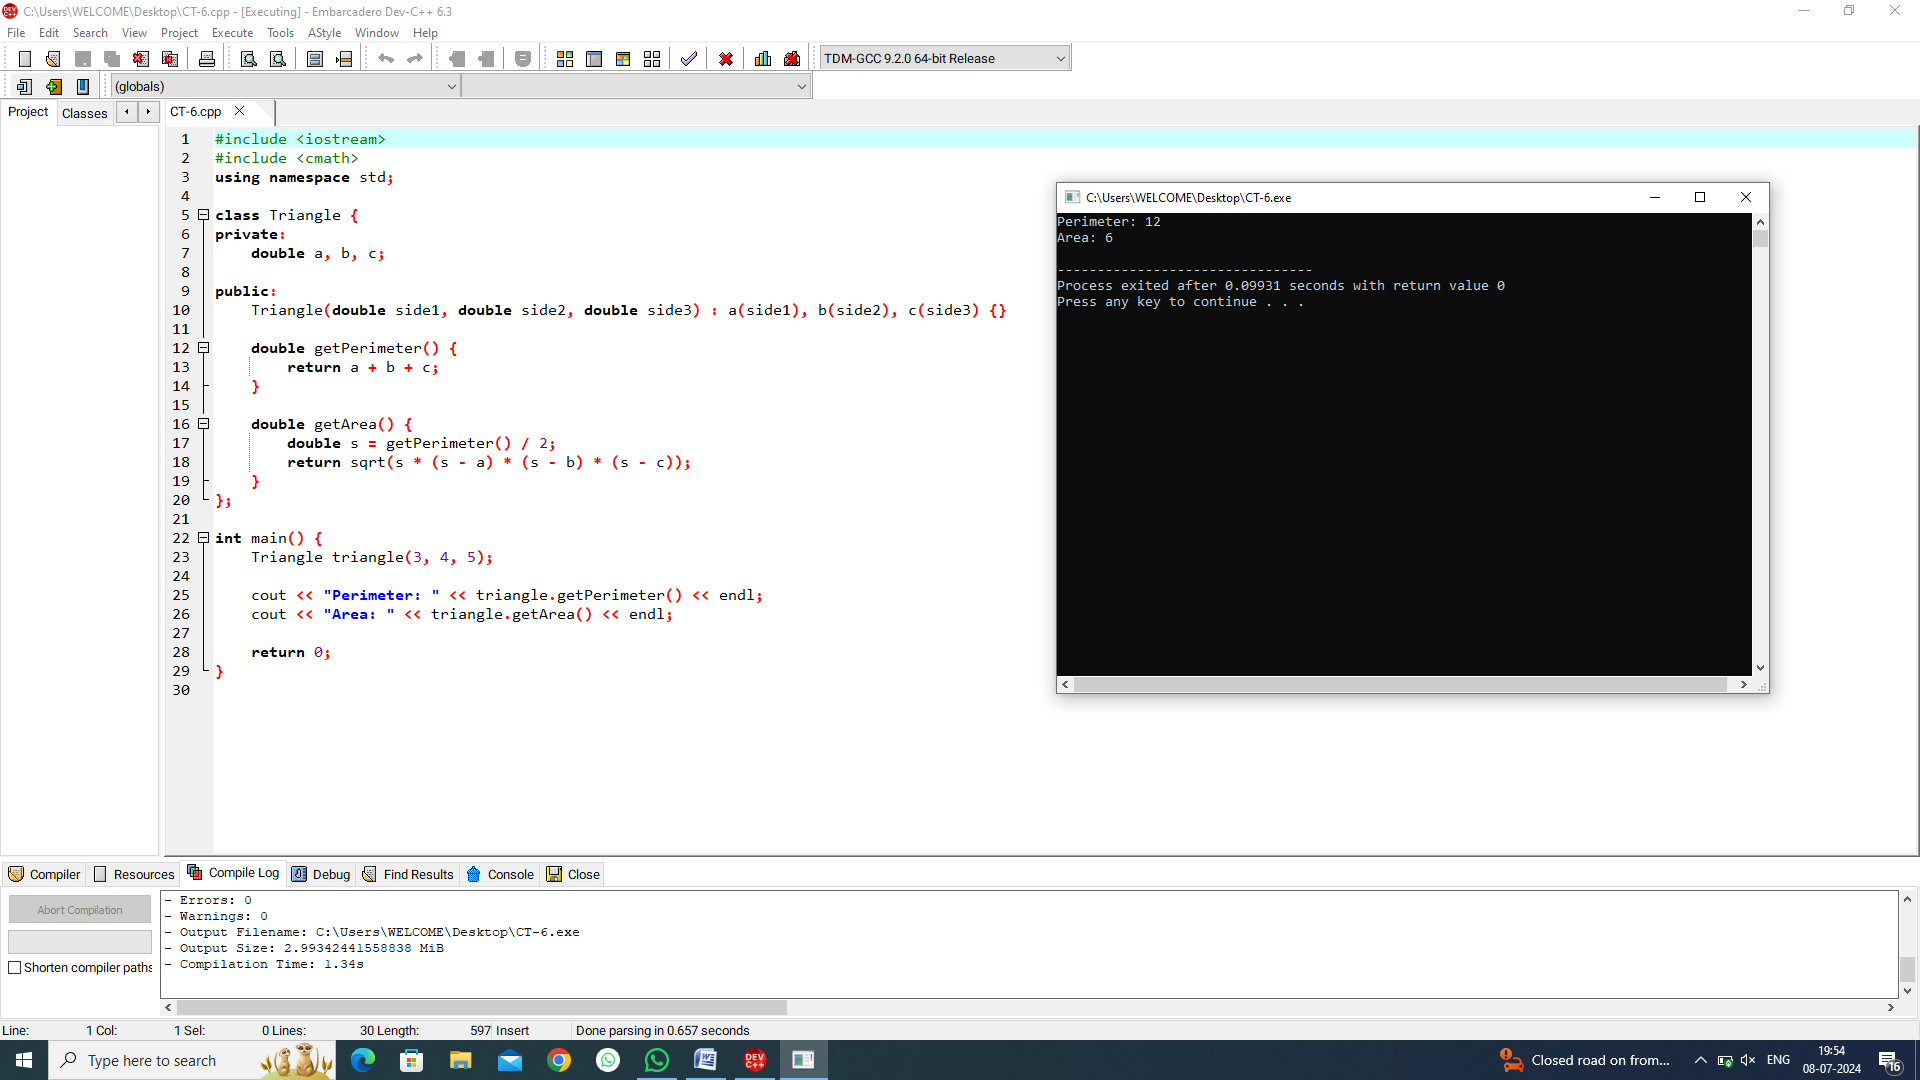 C:\Users\WELCOME\Desktop\CT-6.cpp - [Executing] - Embarcadero Dev-C++ 6.3
File Edit Search View Project Execute Tools AStyle Window Help
TDM-GCC 9.2.0 64-bit Release
(globals)
Project Classes
CT-6.cpp
1 #include <iostream>
2 #include <cmath>
3 using namespace std;
4
5 class Triangle {
6 private:
7     double a, b, c;
8
9 public:
10     Triangle(double side1, double side2, double side3) : a(side1), b(side2), c(side3) {}
11
12     double getPerimeter() {
13         return a + b + c;
14     }
15
16     double getArea() {
17         double s = getPerimeter() / 2;
18         return sqrt(s * (s - a) * (s - b) * (s - c));
19     }
20 };
21
22 int main() {
23     Triangle triangle(3, 4, 5);
24
25     cout << "Perimeter: " << triangle.getPerimeter() << endl;
26     cout << "Area: " << triangle.getArea() << endl;
27
28     return 0;
29 }
30
C:\Users\WELCOME\Desktop\CT-6.exe
Perimeter: 12
Area: 6
--------------------------------
Process exited after 0.09931 seconds with return value 0
Press any key to continue . . .
Compiler Resources Compile Log Debug Find Results Console Close
Abort Compilation
Shorten compiler paths
- Errors: 0
- Warnings: 0
- Output Filename: C:\Users\WELCOME\Desktop\CT-6.exe
- Output Size: 2.99342441558838 MiB
- Compilation Time: 1.34s
Line: 1 Col: 1 Sel: 0 Lines: 30 Length: 597 Insert Done parsing in 0.657 seconds
Type here to search
DEV C++
Closed road on from...
ENG
19:54
08-07-2024
16